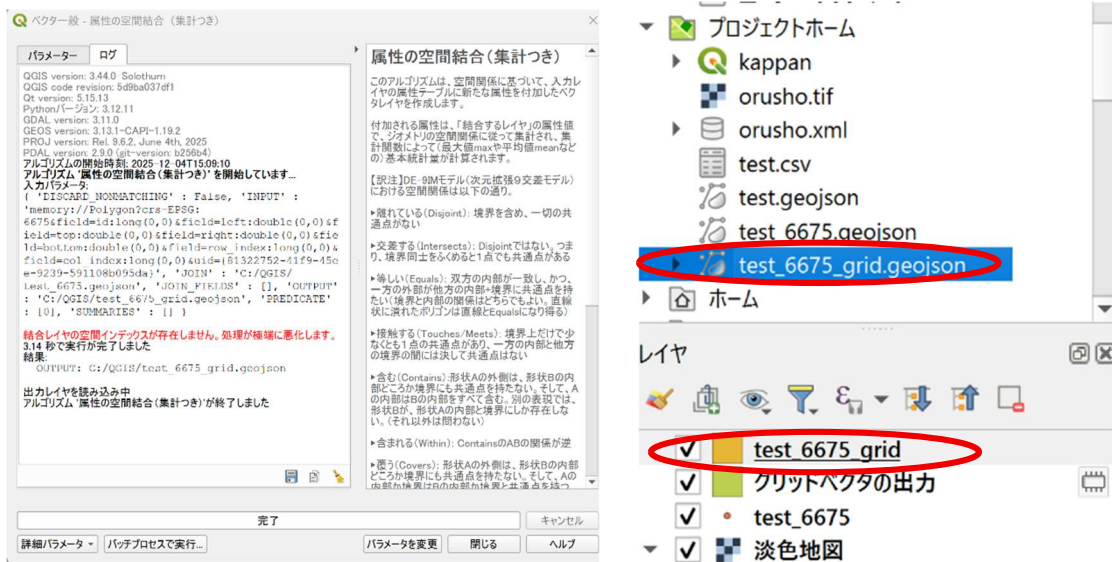 ベクター一般 - 属性の空間結合（集計つき）
パラメーター ログ
QGIS version: 3.44.0 Solothurn
QGIS code revision: 5d9ba037df1
Qt version: 5.15.13
Pythonバージョン: 3.12.11
GDAL version: 3.11.0
GEOS version: 3.13.1-CAPI-1.19.2
PROJ version: Rel. 9.6.2, June 4th, 2025
PDAL version: 2.9.0 (git-version: b256b4)
アルゴリズムの開始時刻: 2025-12-04T15:09:10
アルゴリズム '属性の空間結合（集計つき）' を開始しています…
入力パラメータ:
{ 'DISCARD_NONMATCHING' : False, 'INPUT' :
'memory://Polygon?crs=EPSG:
6675&field=id:long(0,0)&field=left:double(0,0)&f
ield=top:double(0,0)&field=right:double(0,0)&fie
ld=bottom:double(0,0)&field=row_index:long(0,0)&
field=col_index:long(0,0)&uid={81322752-41f9-45c
e-9239-591108b095da}', 'JOIN' : 'C:/QGIS/
test_6675.geojson', 'JOIN_FIELDS' : [], 'OUTPUT'
: 'C:/QGIS/test_6675_grid.geojson', 'PREDICATE'
: [0], 'SUMMARIES' : [] }
結合レイヤの空間インデックスが存在しません。処理が極端に悪化します。
3.14 秒で実行が完了しました
結果:
OUTPUT: C:/QGIS/test_6675_grid.geojson
出力レイヤを読み込み中
アルゴリズム '属性の空間結合（集計つき）'が終了しました
属性の空間結合（集計つき）
このアルゴリズムは、空間関係に基づいて、入力レ
イヤの属性テーブルに新たな属性を付加したベク
タレイヤを作成します。
付加される属性は、「結合するレイヤ」の属性値
で、ジオメトリの空間関係に従って集計され、集
計関数によって（最大値maxや平均値meanなど
の）基本統計量が計算されます。
【訳注】DE-9IMモデル（次元拡張9交差モデル）
における空間関係は以下の通り。
▸離れている(Disjoint): 境界を含め、一切の共
通点がない
▸交差する(Intersects): Disjointではない。つま
り、境界同士をふくめると1点でも共通点がある
▸等しい(Equals): 双方の内部が一致し、かつ、
一方の外部が他方の内部・境界に共通点を持
たない（境界と内部の関係はどちらでもよい。直線
状に潰れたポリゴンは直線とEqualsになり得る）
▸接触する(Touches/Meets): 境界上だけで少
なくとも1点の共通点があり、一方の内部と他方
の境界の間には決して共通点はない
▸含む(Contains):形状Aの外側は、形状Bの内
部どころか境界にも共通点を持たない。そして、A
の内部はBの内部をすべて含む。別の表現では、
形状Bが、形状Aの内部と境界にしか存在しな
い。（それ以外は問わない）
▸含まれる(Within): ContainsのABの関係が逆
▸覆う(Covers): 形状Aの外側は、形状Bの内部
どころか境界にも共通点を持たない。そして、Aの
内部か境界はBの内部か境界と共通点を持つ
完了
キャンセル
詳細パラメータ バッチプロセスで実行... パラメータを変更 閉じる ヘルプ
プロジェクトホーム
kappan
orusho.tif
orusho.xml
test.csv
test.geojson
test_6675.geojson
test_6675_grid.geojson
ホーム
レイヤ
test_6675_grid
グリッドベクタの出力
test_6675
淡色地図